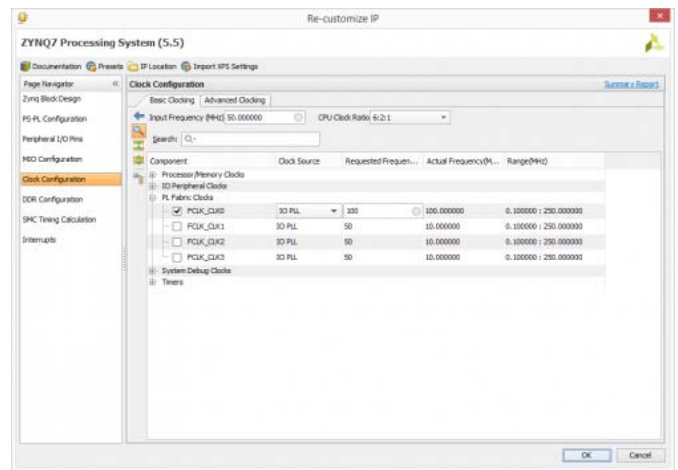 Re-customize IP
ZYNQ7 Processing System (5.5)
Documentation Presets IP Location Import XPS Settings
Page Navigator «
Zynq Block Design
PS-PL Configuration
Peripheral I/O Pins
MIO Configuration
Clock Configuration
DDR Configuration
SMC Timing Calculation
Interrupts
Clock Configuration Summary Report
Basic Clocking Advanced Clocking
Input Frequency (MHz) 50.000000 CPU Clock Ratio 6:2:1
Search:
Component Clock Source Requested Frequen... Actual Frequency(M... Range(MHz)
Processor/Memory Clocks
IO Peripheral Clocks
PL Fabric Clocks
FCLK_CLK0 IO PLL 100 100.000000 0.100000 : 250.000000
FCLK_CLK1 IO PLL 50 10.000000 0.100000 : 250.000000
FCLK_CLK2 IO PLL 50 10.000000 0.100000 : 250.000000
FCLK_CLK3 IO PLL 50 10.000000 0.100000 : 250.000000
System Debug Clocks
Timers
OK Cancel